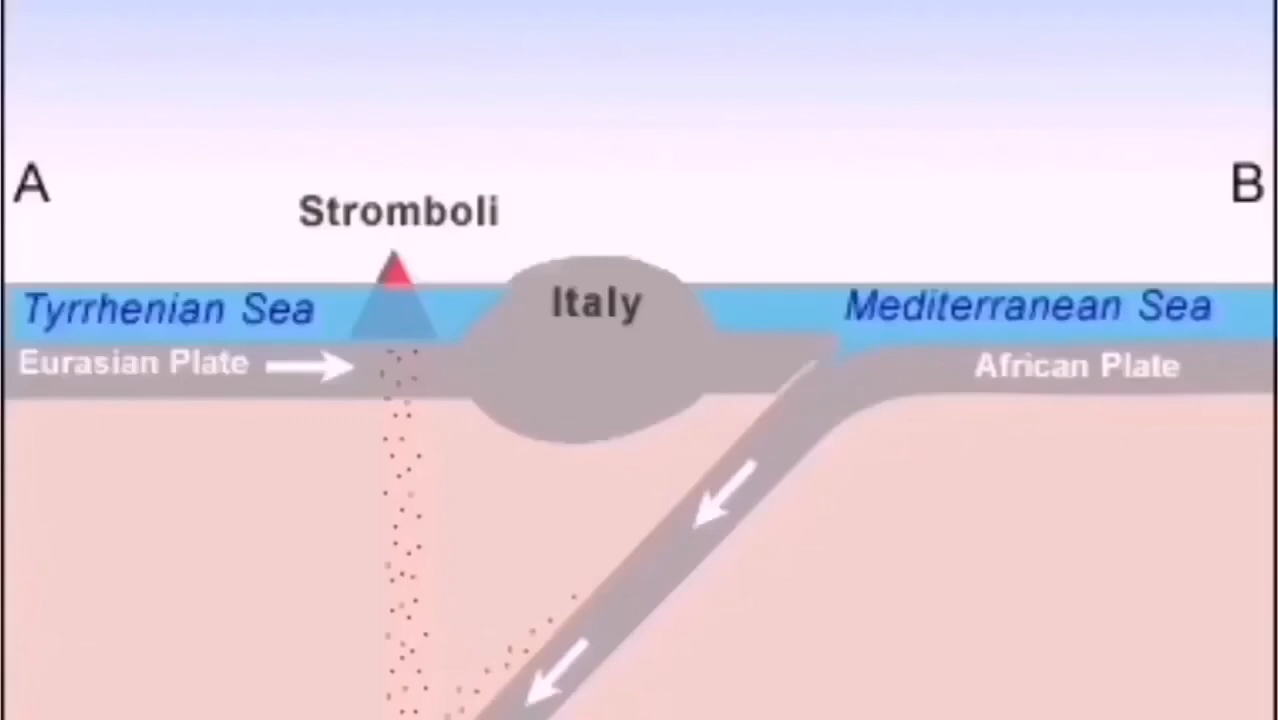 A
B
Stromboli
Tyrrhenian Sea
Italy
Mediterranean Sea
Eurasian Plate
African Plate